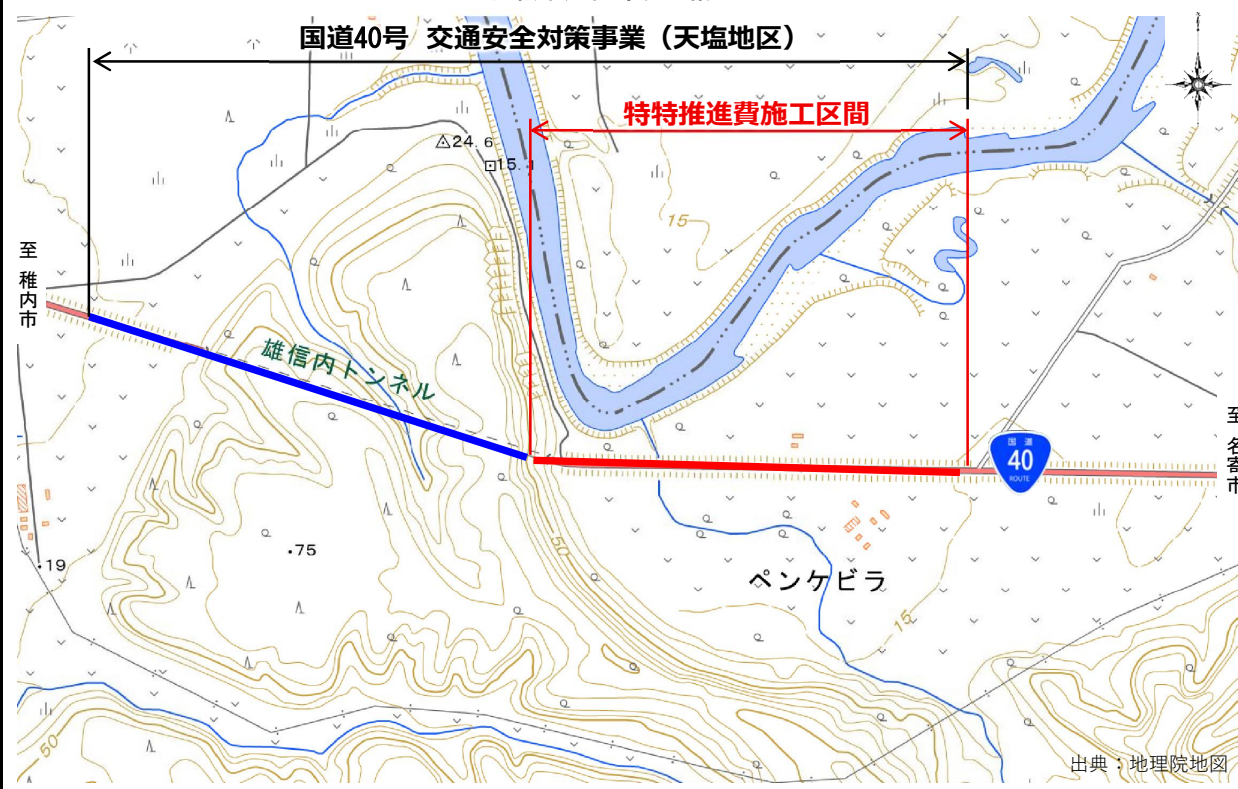 国道40号 交通安全対策事業（天塩地区）
特特推進費施工区間
24.6
15.1
15
至 稚内市
雄信内トンネル
至 名寄市
国道
40
ROUTE
50
75
19
ペンケビラ
15
50
出典：地理院地図